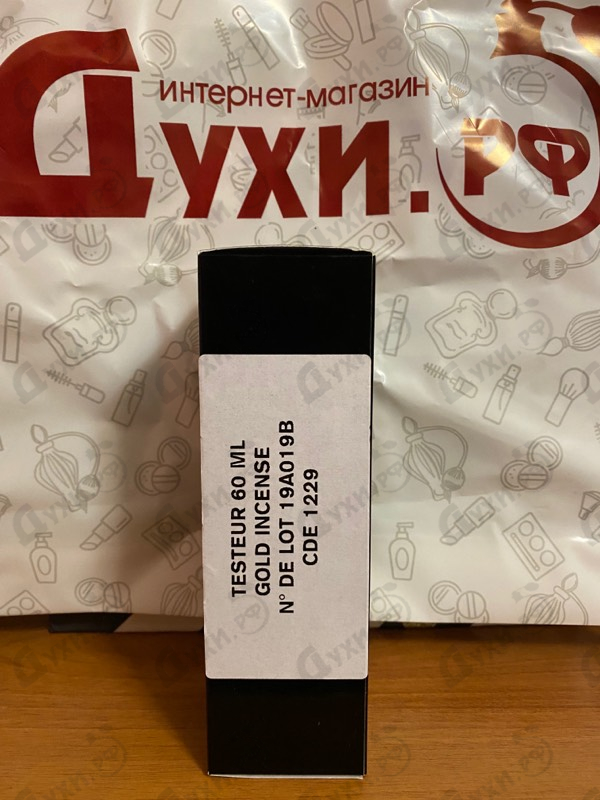 интернет-магазин
Духи.РФ
TESTEUR 60 ML
GOLD INCENSE
N° DE LOT 19A019B
CDE 1229